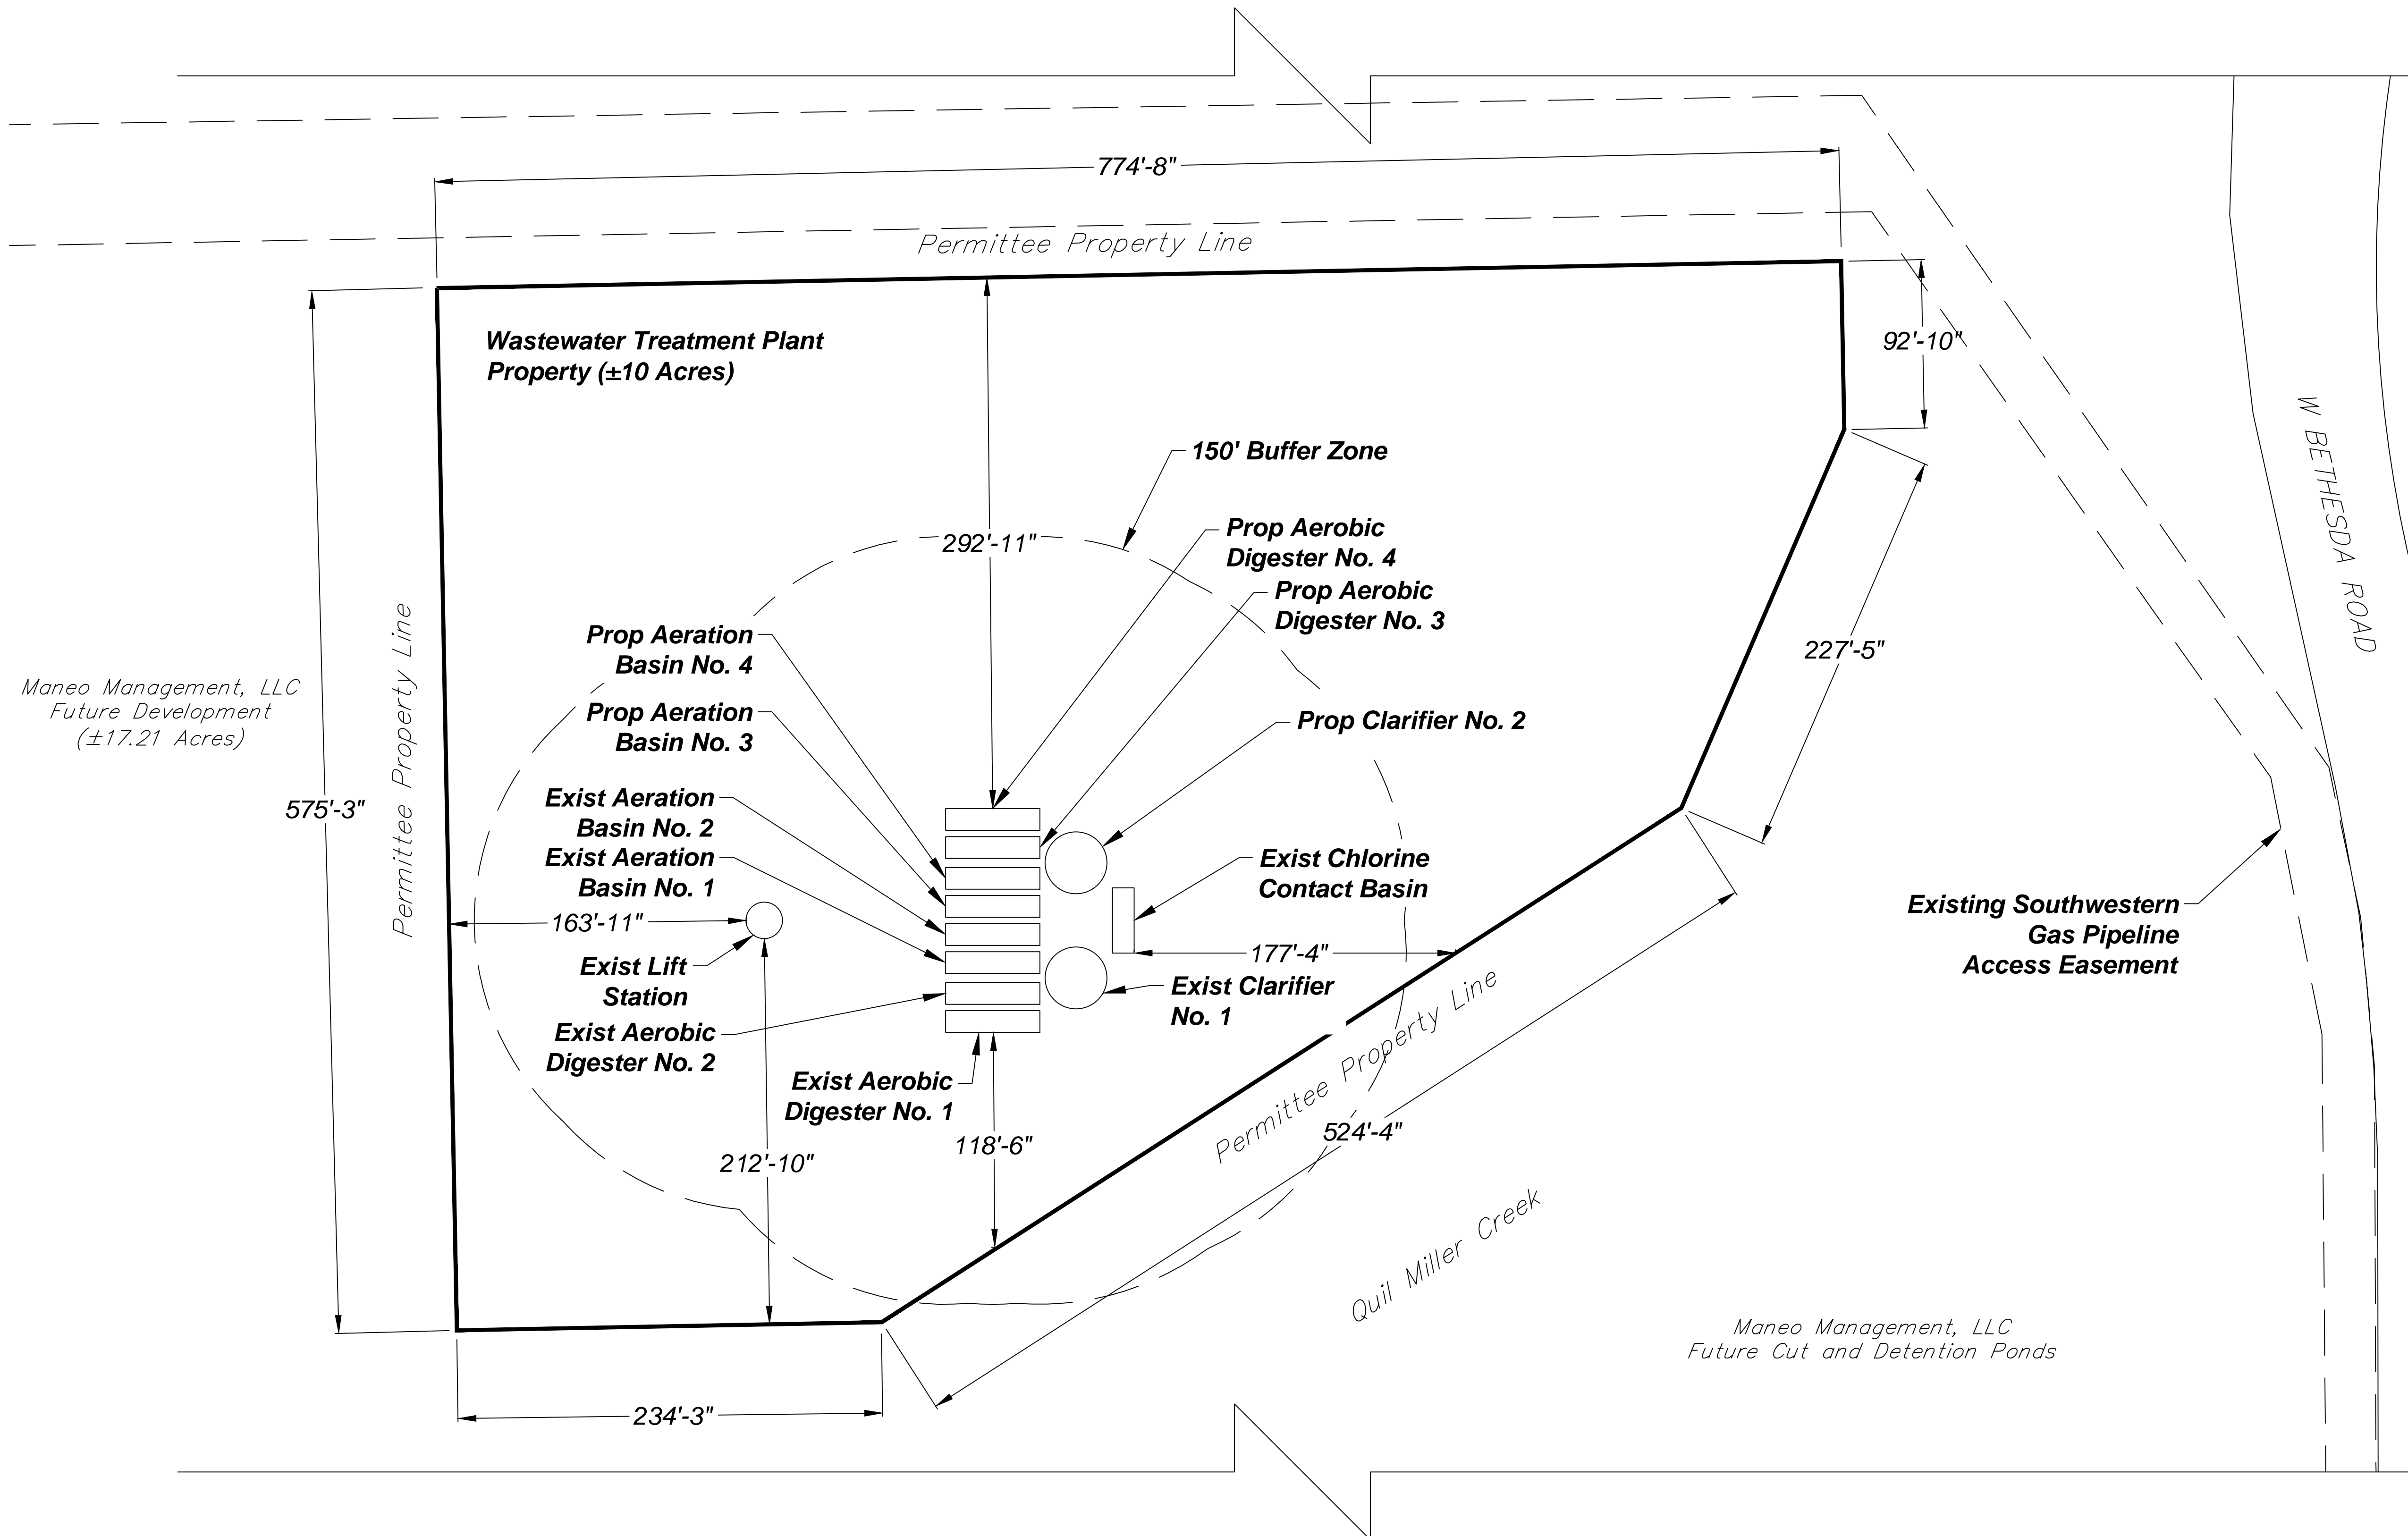 774'-8"
Permittee Property Line
Wastewater Treatment Plant
Property (±10 Acres)
92'-10"
150' Buffer Zone
292'-11"
Prop Aerobic
Digester No. 4
Prop Aerobic
Digester No. 3
Prop Aeration
Basin No. 4
Prop Aeration
Basin No. 3
Prop Clarifier No. 2
227'-5"
W BETHESDA ROAD
Maneo Management, LLC
Future Development
(±17.21 Acres)
Permittee Property Line
575'-3"
Exist Aeration
Basin No. 2
Exist Aeration
Basin No. 1
163'-11"
Exist Lift
Station
Exist Aerobic
Digester No. 2
Exist Chlorine
Contact Basin
177'-4"
Exist Clarifier
No. 1
Existing Southwestern
Gas Pipeline
Access Easement
Exist Aerobic
Digester No. 1
118'-6"
212'-10"
Permittee Property Line
524'-4"
Quil Miller Creek
Maneo Management, LLC
Future Cut and Detention Ponds
234'-3"